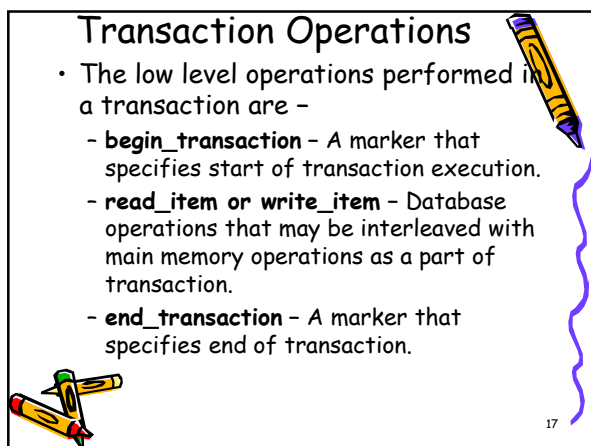 Transaction Operations
• The low level operations performed in
a transaction are –
– begin_transaction – A marker that
specifies start of transaction execution.
– read_item or write_item – Database
operations that may be interleaved with
main memory operations as a part of
transaction.
– end_transaction – A marker that
specifies end of transaction.
17